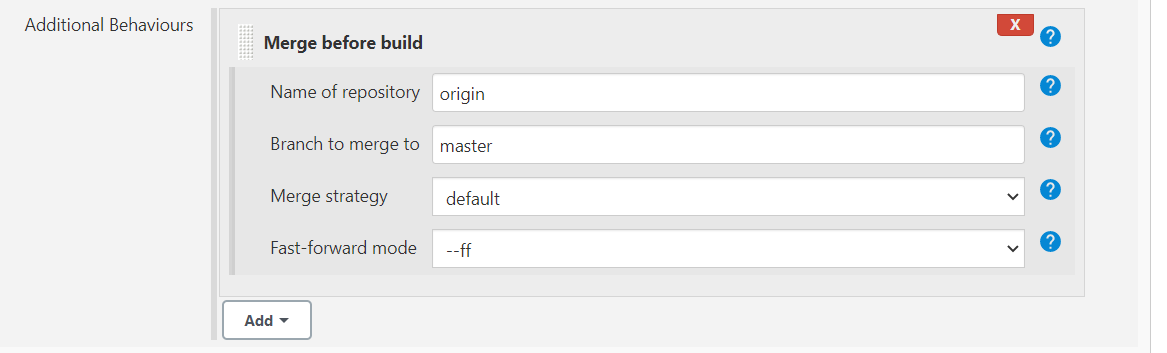 Additional Behaviours
Merge before build
X
?
Name of repository
origin
?
Branch to merge to
master
?
Merge strategy
default
?
Fast-forward mode
--ff
?
Add